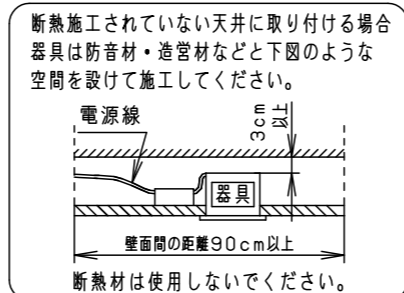 断熱施工されていない天井に取り付ける場合
器具は防音材・造営材などと下図のような
空間を設けて施工してください。
電源線
3cm
以上
器具
壁面間の距離90cm以上
断熱材は使用しないでください。